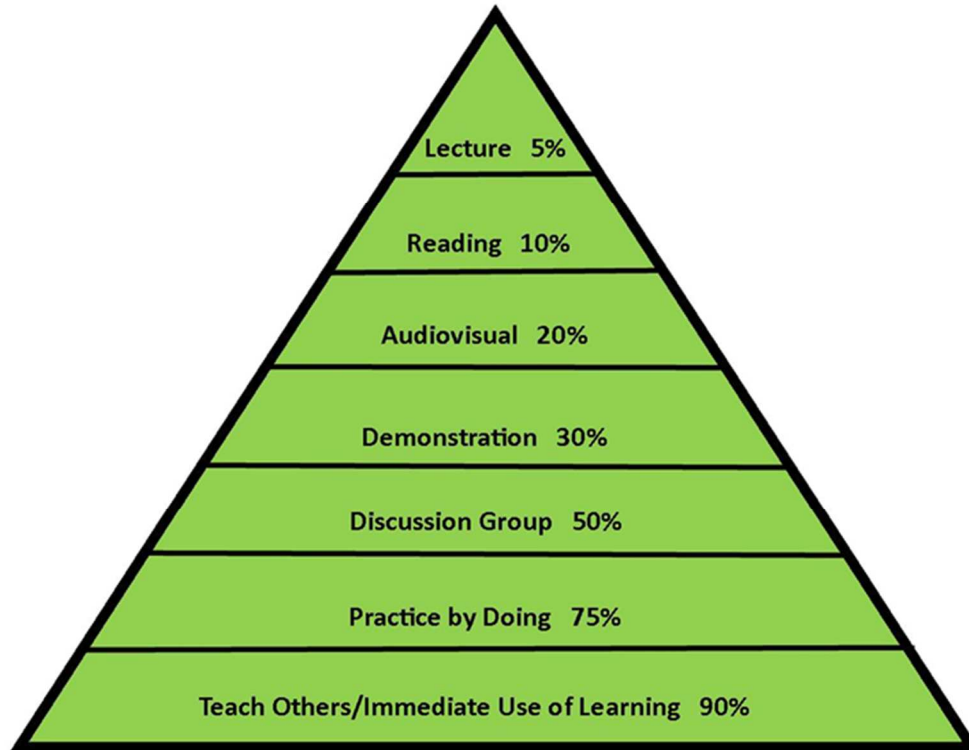 Lecture 5%
Reading 10%
Audiovisual 20%
Demonstration 30%
Discussion Group 50%
Practice by Doing 75%
Teach Others/Immediate Use of Learning 90%